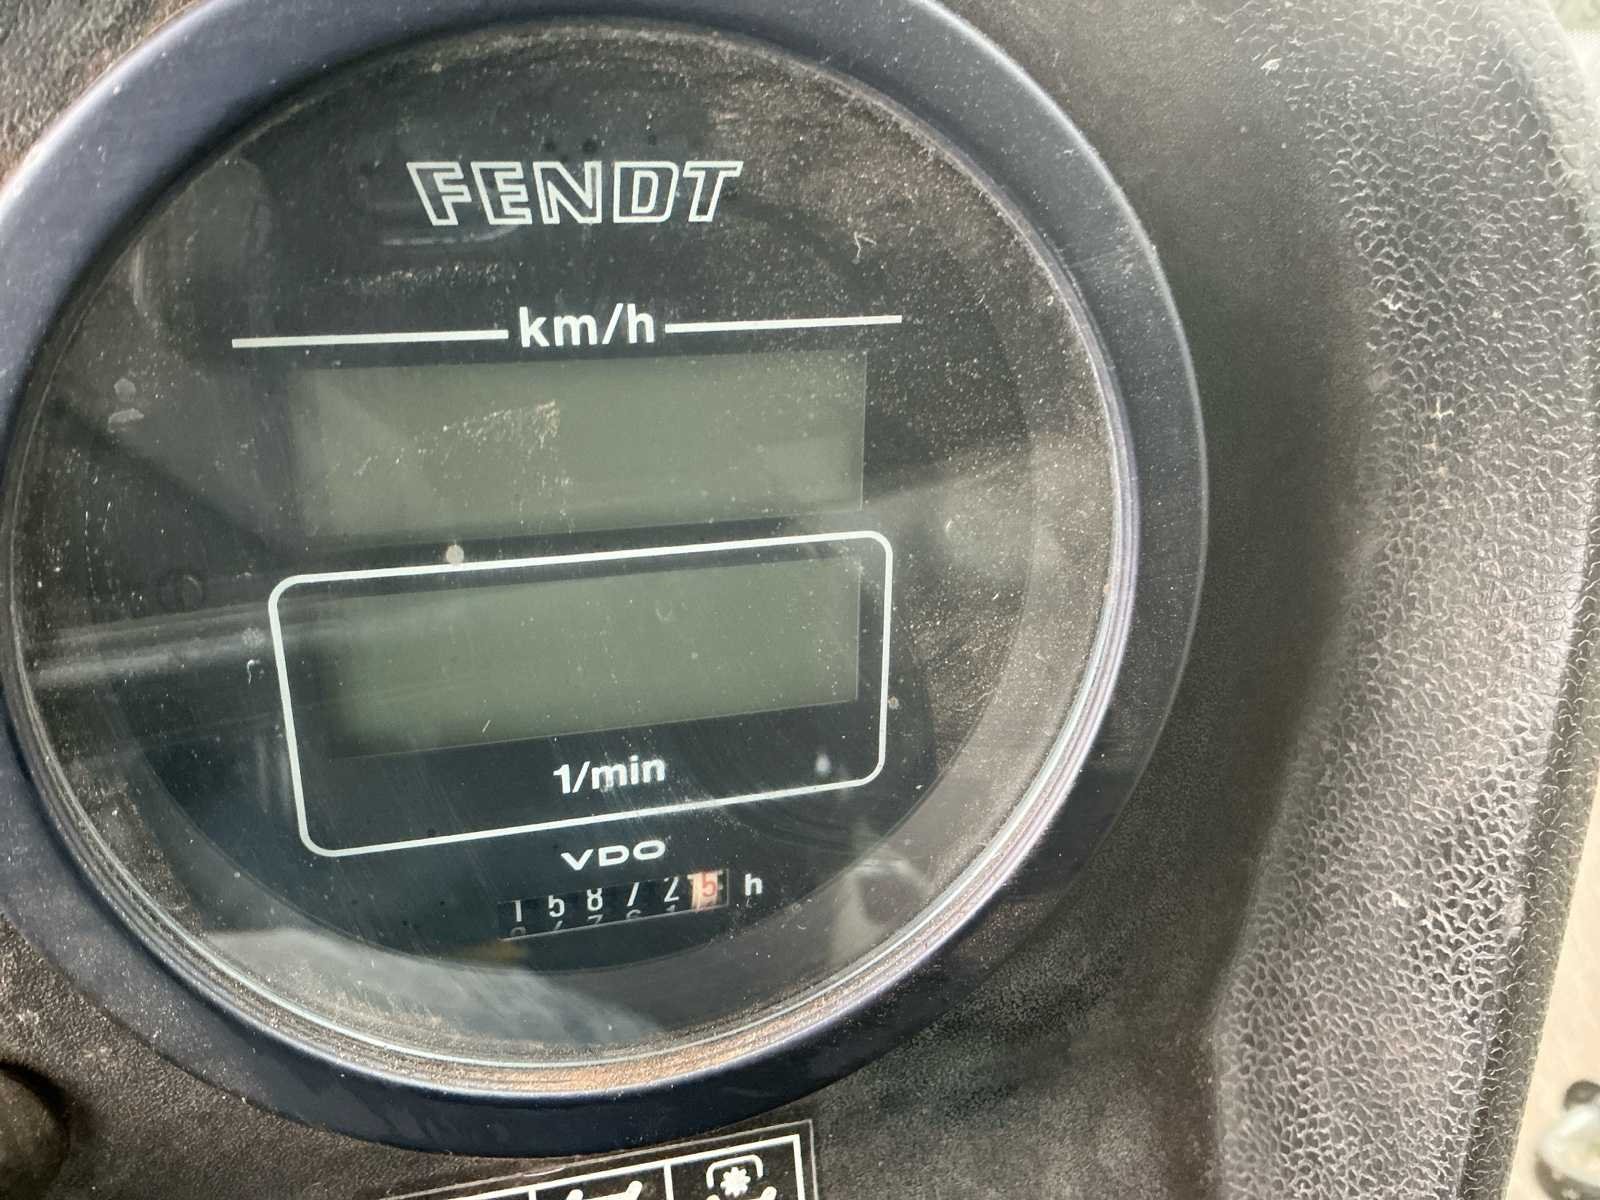 FENDT
km/h
1/min
VDO
158725 h